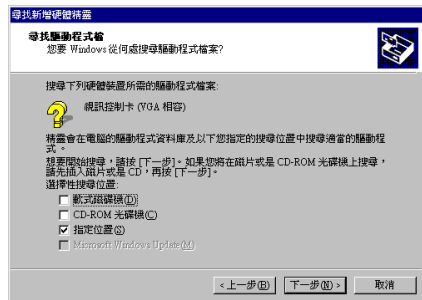 尋找新增硬體精靈
尋找驅動程式檔
您要 Windows 從何處搜尋驅動程式檔案?
搜尋下列硬體裝置所需的驅動程式檔案:
視訊控制卡 (VGA 相容)
精靈會在電腦的驅動程式資料庫及以下您指定的搜尋位置中搜尋適當的驅動程
式。
想要開始搜尋，請按 [下一步]。如果您將在磁片或是 CD-ROM 光碟機上搜尋，
請先插入磁片或是 CD，再按 [下一步]。
選擇性搜尋位置:
軟式磁碟機(D)
CD-ROM 光碟機(C)
指定位置(S)
Microsoft Windows Update(M)
<上一步(B) 下一步(N)> 取消